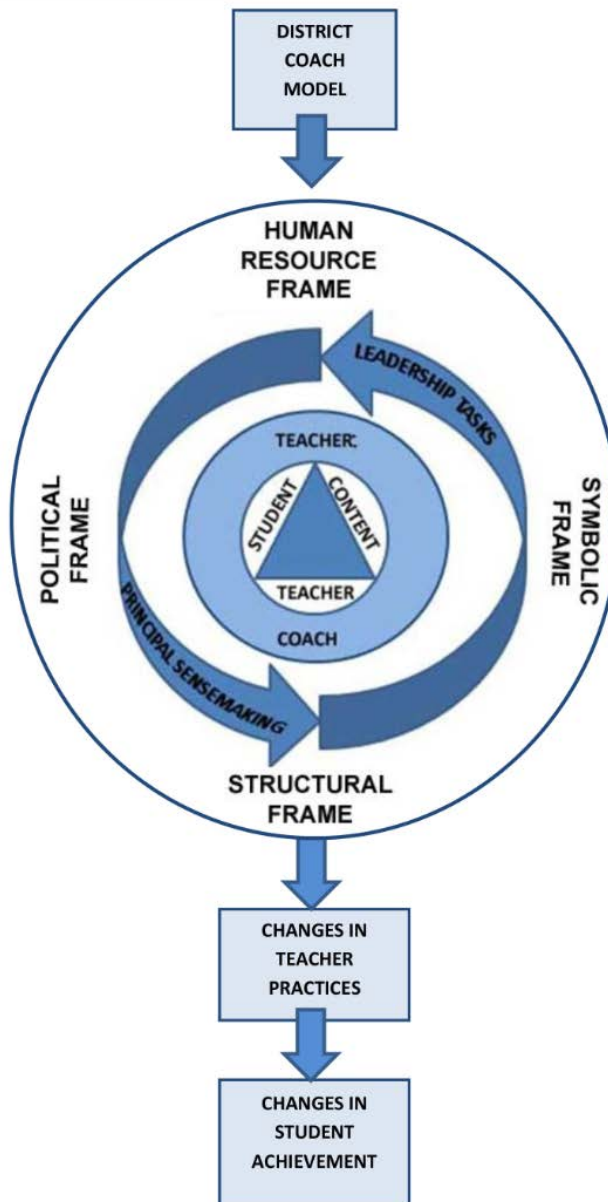 DISTRICT
COACH
MODEL
HUMAN
RESOURCE
FRAME
LEADERSHIP TASKS
TEACHER:
STUDENT
CONTENT
TEACHER
COACH
POLITICAL
FRAME
SYMBOLIC
FRAME
PRINCIPAL SENSEMAKING
STRUCTURAL
FRAME
CHANGES IN
TEACHER
PRACTICES
CHANGES IN
STUDENT
ACHIEVEMENT